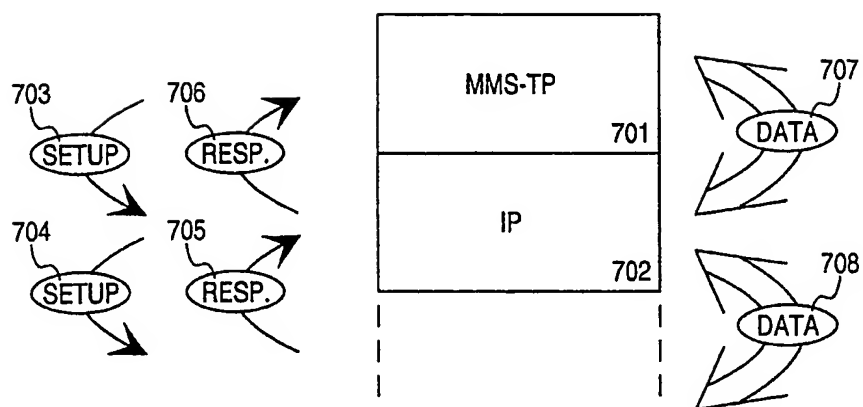 703
SETUP
706
RESP.
MMS-TP
701
707
DATA
704
SETUP
705
RESP.
IP
702
708
DATA